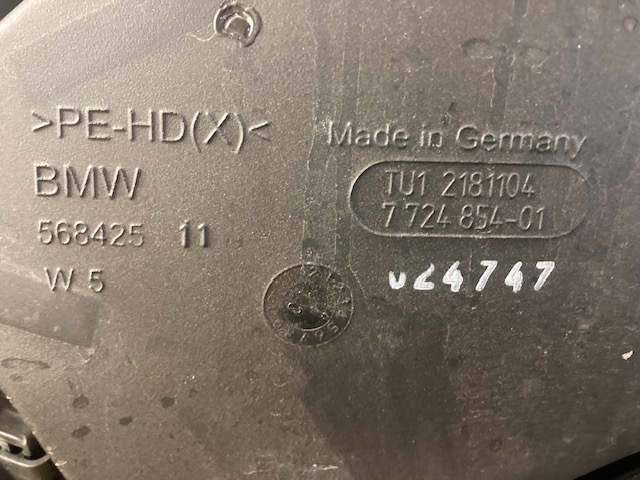 >PE-HD(X)<
BMW
568425 11
W 5
Made in Germany
TU1 2181104
7 724 854-01
v24747